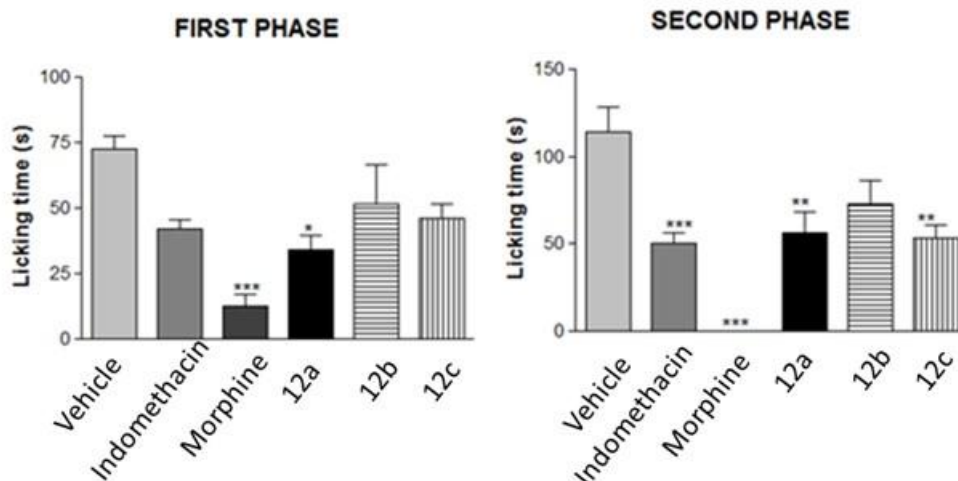 FIRST PHASE
Licking time (s)
100
75
50
25
0
***
*
Vehicle
Indomethacin
Morphine
12a
12b
12c
SECOND PHASE
Licking time (s)
150
100
50
0
***
***
**
**
Vehicle
Indomethacin
Morphine
12a
12b
12c